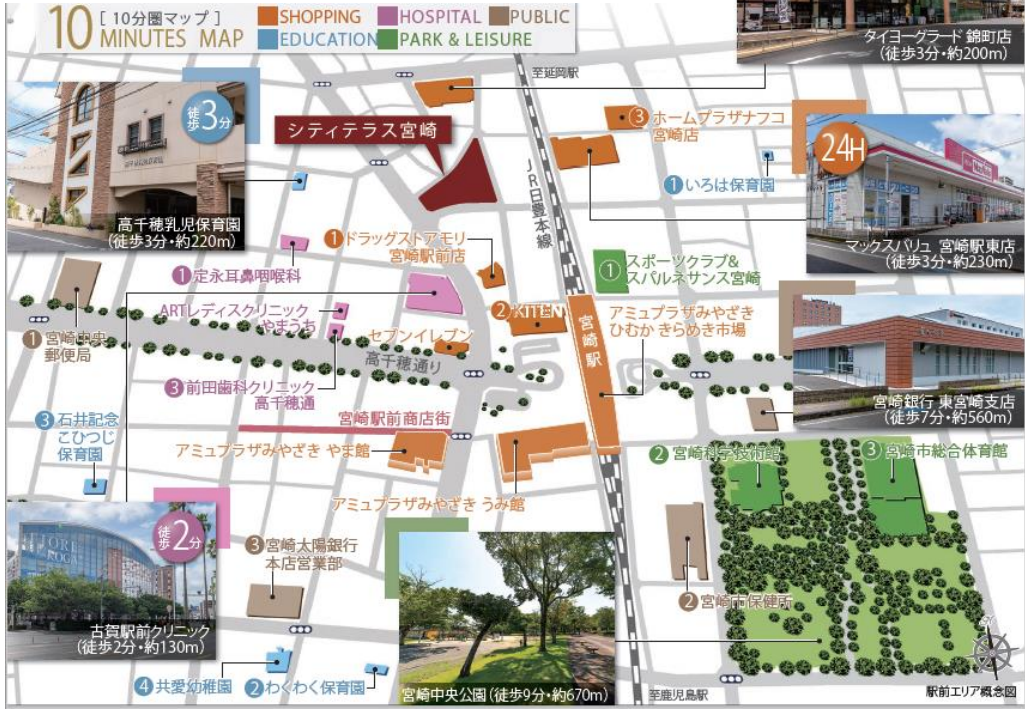 10 [ 10分圏マップ ]
MINUTES MAP
SHOPPING HOSPITAL PUBLIC
EDUCATION PARK & LEISURE
タイヨーグラード 錦町店
(徒歩3分・約200m)
至延岡駅
徒歩3分
シティテラス宮崎
JR日豊本線
3 ホームプラザナフコ
宮崎店
24H
1 いろは保育園
高千穂乳児保育園
(徒歩3分・約220m)
マックスバリュ 宮崎駅東店
(徒歩3分・約230m)
1 ドラッグストアモリ
宮崎駅前店
1 定永耳鼻咽喉科
1 スポーツクラブ&
スパルネサンス宮崎
ARTレディスクリニック
やまうち
2 KITEN
宮崎駅
アミュプラザみやざき
ひむか きらめき市場
1 宮崎中央
郵便局
セブンイレブン
高千穂通り
3 前田歯科クリニック
高千穂通
宮崎銀行 東宮崎支店
(徒歩7分・約560m)
3 石井記念
こひつじ
保育園
宮崎駅前商店街
アミュプラザみやざき やま館
2 宮崎科学技術館
3 宮崎市総合体育館
アミュプラザみやざき うみ館
徒歩2分
3 宮崎太陽銀行
本店営業部
2 宮崎市保健所
古賀駅前クリニック
(徒歩2分・約130m)
4 共愛幼稚園
2 わくわく保育園
宮崎中央公園(徒歩9分・約670m)
至鹿児島駅
駅前エリア概念図